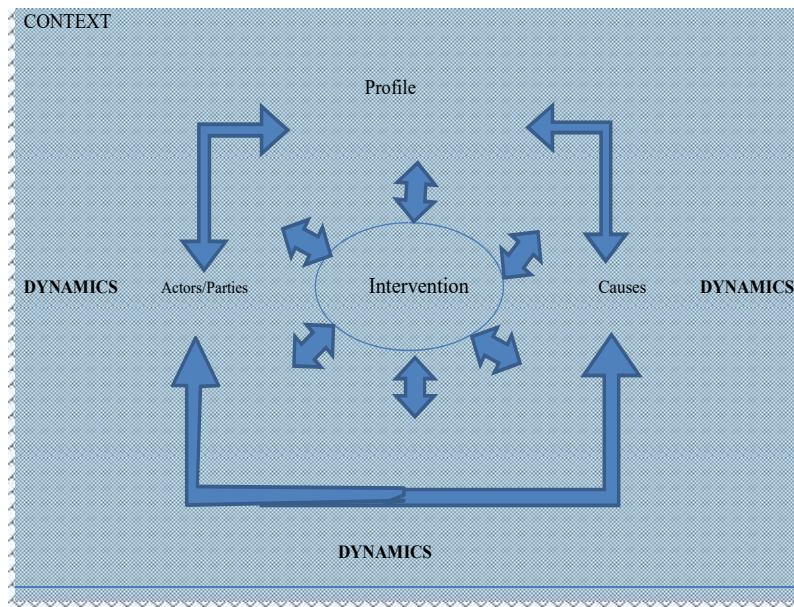 CONTEXT
Profile
DYNAMICS Actors/Parties Intervention Causes DYNAMICS
DYNAMICS